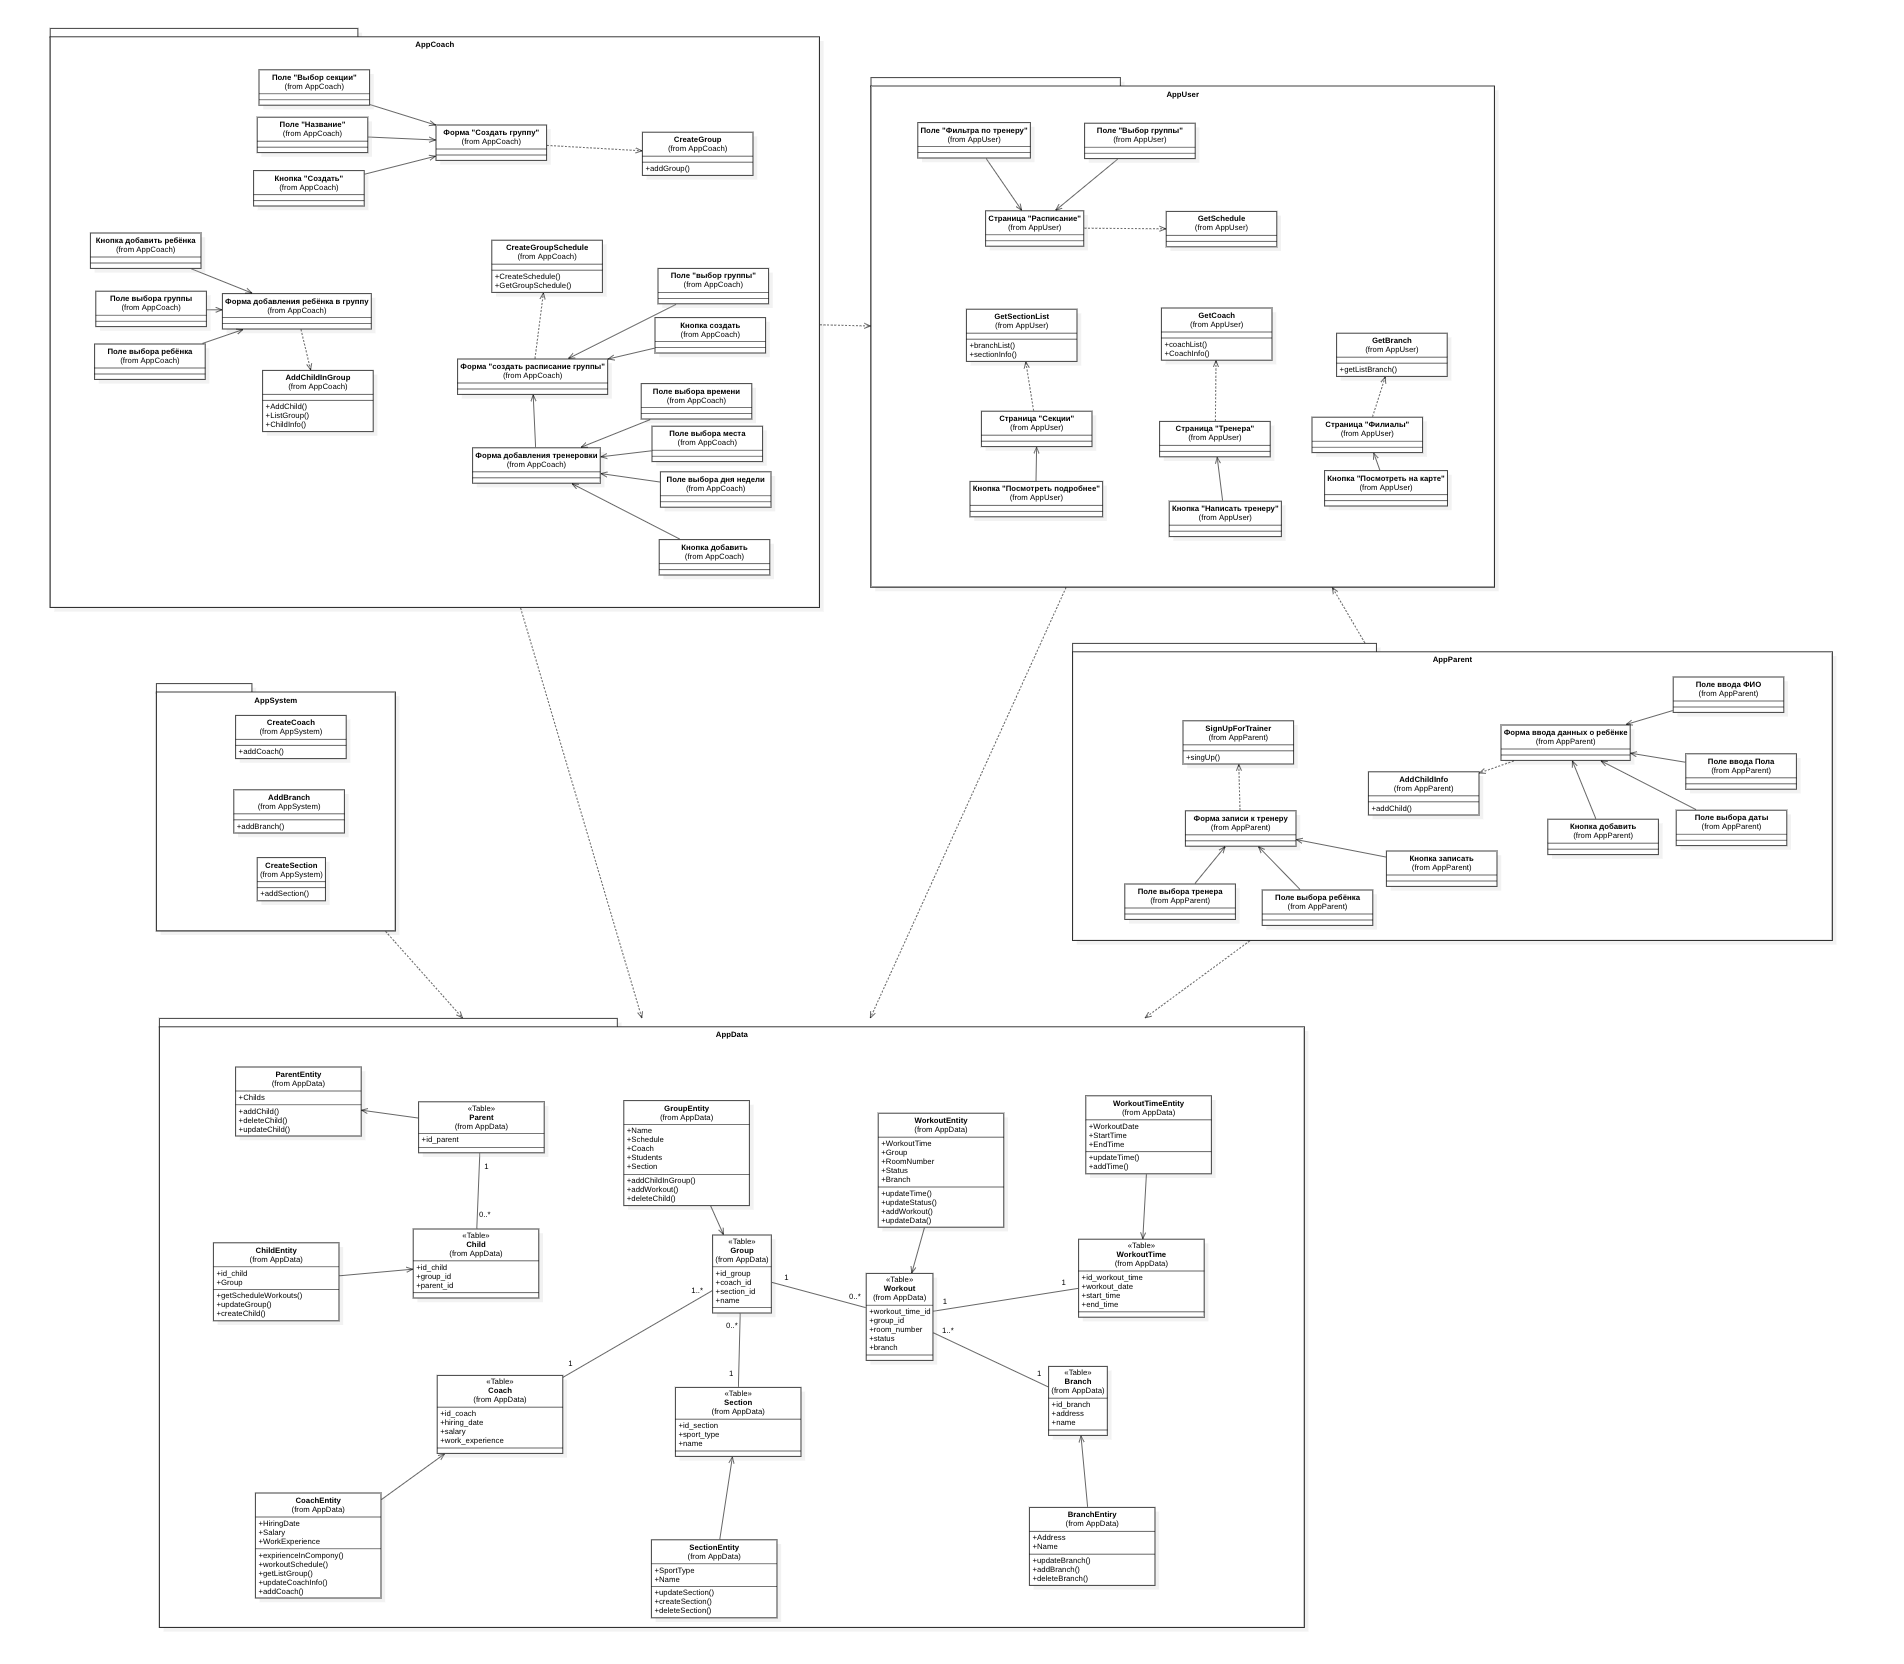 AppCoach
Поле "Выбор секции"
(from AppCoach)
Поле "Название"
(from AppCoach)
Кнопка "Создать"
(from AppCoach)
Форма "Создать группу"
(from AppCoach)
CreateGroup
(from AppCoach)
+addGroup()
Кнопка добавить ребёнка
(from AppCoach)
Поле выбора группы
(from AppCoach)
Поле выбора ребёнка
(from AppCoach)
Форма добавления ребёнка в группу
(from AppCoach)
AddChildInGroup
(from AppCoach)
+AddChild()
+ListGroup()
+ChildInfo()
CreateGroupSchedule
(from AppCoach)
+CreateSchedule()
+GetGroupSchedule()
Поле "выбор группы"
(from AppCoach)
Кнопка создать
(from AppCoach)
Форма "создать расписание группы"
(from AppCoach)
Поле выбора времени
(from AppCoach)
Поле выбора места
(from AppCoach)
Форма добавления тренеровки
(from AppCoach)
Поле выбора дня недели
(from AppCoach)
Кнопка добавить
(from AppCoach)
AppUser
Поле "Фильтра по тренеру"
(from AppUser)
Поле "Выбор группы"
(from AppUser)
Страница "Расписание"
(from AppUser)
GetSchedule
(from AppUser)
GetSectionList
(from AppUser)
+branchList()
+sectionInfo()
GetCoach
(from AppUser)
+coachList()
+CoachInfo()
GetBranch
(from AppUser)
+getListBranch()
Страница "Секции"
(from AppUser)
Страница "Тренера"
(from AppUser)
Страница "Филиалы"
(from AppUser)
Кнопка "Посмотреть подробнее"
(from AppUser)
Кнопка "Написать тренеру"
(from AppUser)
Кнопка "Посмотреть на карте"
(from AppUser)
AppSystem
CreateCoach
(from AppSystem)
+addCoach()
AddBranch
(from AppSystem)
+addBranch()
CreateSection
(from AppSystem)
+addSection()
AppParent
Поле ввода ФИО
(from AppParent)
SignUpForTrainer
(from AppParent)
+singUp()
Форма ввода данных о ребёнке
(from AppParent)
Поле ввода Пола
(from AppParent)
AddChildInfo
(from AppParent)
+addChild()
Форма записи к тренеру
(from AppParent)
Кнопка добавить
(from AppParent)
Поле выбора даты
(from AppParent)
Кнопка записать
(from AppParent)
Поле выбора тренера
(from AppParent)
Поле выбора ребёнка
(from AppParent)
AppData
ParentEntity
(from AppData)
+Childs
+addChild()
+deleteChild()
+updateChild()
«Table»
Parent
(from AppData)
+id_parent
1
0..*
GroupEntity
(from AppData)
+Name
+Schedule
+Coach
+Students
+Section
+addChildInGroup()
+addWorkout()
+deleteChild()
WorkoutEntity
(from AppData)
+WorkoutTime
+Group
+RoomNumber
+Status
+Branch
+updateTime()
+updateStatus()
+addWorkout()
+updateData()
WorkoutTimeEntity
(from AppData)
+WorkoutDate
+StartTime
+EndTime
+updateTime()
+addTime()
ChildEntity
(from AppData)
+id_child
+Group
+getScheduleWorkouts()
+updateGroup()
+createChild()
«Table»
Child
(from AppData)
+id_child
+group_id
+parent_id
«Table»
Group
(from AppData)
+id_group
+coach_id
+section_id
+name
1
0..*
1..*
1
0..*
1
«Table»
Workout
(from AppData)
+workout_time_id
+group_id
+room_number
+status
+branch
1
1
1..*
1
«Table»
WorkoutTime
(from AppData)
+id_workout_time
+workout_date
+start_time
+end_time
«Table»
Coach
(from AppData)
+id_coach
+hiring_date
+salary
+work_experience
«Table»
Section
(from AppData)
+id_section
+sport_type
+name
«Table»
Branch
(from AppData)
+id_branch
+address
+name
CoachEntity
(from AppData)
+HiringDate
+Salary
+WorkExperience
+expirienceInCompony()
+workoutSchedule()
+getListGroup()
+updateCoachInfo()
+addCoach()
SectionEntity
(from AppData)
+SportType
+Name
+updateSection()
+createSection()
+deleteSection()
BranchEntiry
(from AppData)
+Address
+Name
+updateBranch()
+addBranch()
+deleteBranch()